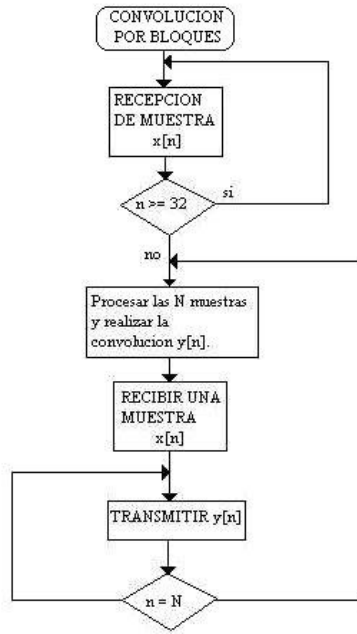 CONVOLUCION
POR BLOQUES
RECEPCION
DE MUESTRA
x[n]
n >= 32
si
no
Procesar las N muestras
y realizar la
convolucion y[n].
RECIBIR UNA
MUESTRA
x[n]
TRANSMITIR y[n]
n = N